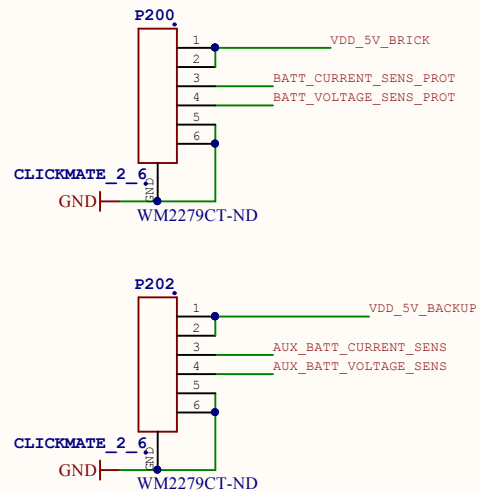 P200
1 VDD_5V_BRICK
2
3 BATT_CURRENT_SENS_PROT
4 BATT_VOLTAGE_SENS_PROT
5
6
CLICKMATE_2_6
GND
GND
WM2279CT-ND
P202
1 VDD_5V_BACKUP
2
3 AUX_BATT_CURRENT_SENS
4 AUX_BATT_VOLTAGE_SENS
5
6
CLICKMATE_2_6
GND
GND
WM2279CT-ND